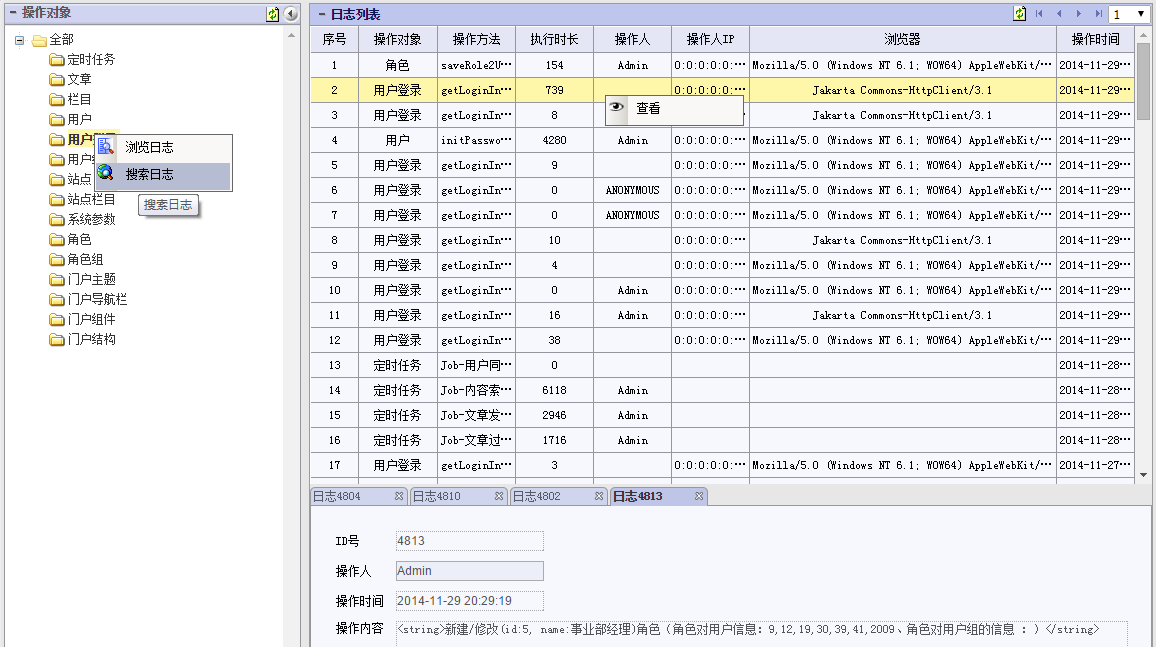 操作对象
全部
定时任务
文章
栏目
用户
用户
用户
站点
站点栏目
系统参数
角色
角色组
门户主题
门户导航栏
门户组件
门户结构
浏览日志
搜索日志
搜索日志
日志列表
1
序号 操作对象 操作方法 执行时长 操作人 操作人IP 浏览器 操作时间
1 角色 saveRole2U··· 154 Admin 0:0:0:0:0:··· Mozilla/5.0 (Windows NT 6.1; WOW64) AppleWebKit/··· 2014-11-29···
2 用户登录 getLoginIn··· 739 0:0:0:0:0:··· Jakarta Commons-HttpClient/3.1 2014-11-29···
3 用户登录 getLoginIn··· 8 Jakarta Commons-HttpClient/3.1 2014-11-29···
查看
4 用户 initPasswo··· 4280 Admin 0:0:0:0:0:··· Mozilla/5.0 (Windows NT 6.1; WOW64) AppleWebKit/··· 2014-11-29···
5 用户登录 getLoginIn··· 9 0:0:0:0:0:··· Mozilla/5.0 (Windows NT 6.1; WOW64) AppleWebKit/··· 2014-11-29···
6 用户登录 getLoginIn··· 0 ANONYMOUS 0:0:0:0:0:··· Mozilla/5.0 (Windows NT 6.1; WOW64) AppleWebKit/··· 2014-11-29···
7 用户登录 getLoginIn··· 0 ANONYMOUS 0:0:0:0:0:··· Mozilla/5.0 (Windows NT 6.1; WOW64) AppleWebKit/··· 2014-11-29···
8 用户登录 getLoginIn··· 10 0:0:0:0:0:··· Jakarta Commons-HttpClient/3.1 2014-11-29···
9 用户登录 getLoginIn··· 4 0:0:0:0:0:··· Mozilla/5.0 (Windows NT 6.1; WOW64) AppleWebKit/··· 2014-11-29···
10 用户登录 getLoginIn··· 0 Admin 0:0:0:0:0:··· Mozilla/5.0 (Windows NT 6.1; WOW64) AppleWebKit/··· 2014-11-29···
11 用户登录 getLoginIn··· 16 Admin 0:0:0:0:0:··· Jakarta Commons-HttpClient/3.1 2014-11-29···
12 用户登录 getLoginIn··· 38 0:0:0:0:0:··· Mozilla/5.0 (Windows NT 6.1; WOW64) AppleWebKit/··· 2014-11-29···
13 定时任务 Job-用户同··· 0 2014-11-28···
14 定时任务 Job-内容索··· 6118 Admin 2014-11-28···
15 定时任务 Job-文章发··· 2946 Admin 2014-11-28···
16 定时任务 Job-文章过··· 1716 Admin 2014-11-28···
17 用户登录 getLoginIn··· 3 0:0:0:0:0:··· Mozilla/5.0 (Windows NT 6.1; WOW64) AppleWebKit/··· 2014-11-27···
日志4804 日志4810 日志4802 日志4813
ID号 4813
操作人 Admin
操作时间 2014-11-29 20:29:19
操作内容 <string>新建/修改(id:5, name:事业部经理)角色（角色对用户信息：9,12,19,30,39,41,2009、角色对用户组的信息 ：）</string>